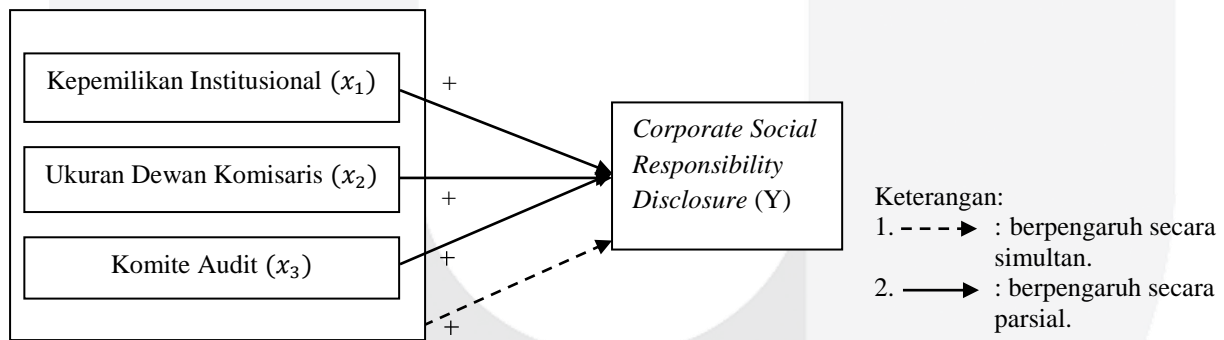 Kepemilikan Institusional (x₁)
+
Ukuran Dewan Komisaris (x₂)
+
Komite Audit (x₃)
+
+
Corporate Social
Responsibility
Disclosure (Y)
Keterangan:
1. : berpengaruh secara
simultan.
2. : berpengaruh secara
parsial.